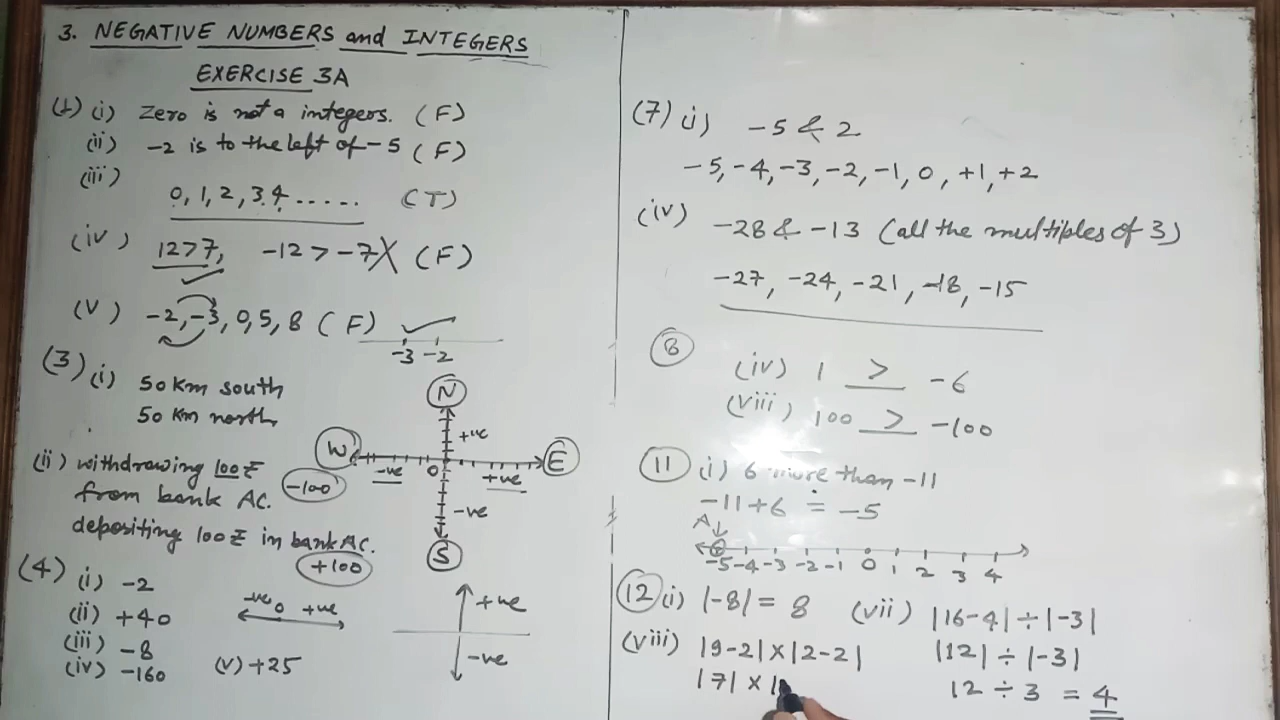 3. NEGATIVE NUMBERS and INTEGERS
EXERCISE 3A
(1) (i) Zero is not a integers. (F)
(ii) -2 is to the left of -5 (F)
(iii)
0, 1, 2, 3, 4 ..... (T)
(iv) 12>7, -12 > -7 X (F)
(v) -2, -3, 0, 5, 8 (F)
-3 -2
(3) (i) 50 Km south
50 Km north
(ii) withdrawing 100₹
from bank AC. -100
depositing 100₹ in bank AC.
+100
N
+ve
W -ve 0 +ve E
-ve
S
(4) (i) -2
(ii) +40
(iii) -8
(iv) -160 (v) +25
-ve 0 +ve
+ve
-ve
(7) (i) -5 & 2
-5, -4, -3, -2, -1, 0, +1, +2
(iv) -28 & -13 (all the multiples of 3)
-27, -24, -21, -18, -15
8
(iv) 1 > -6
(viii) 100 > -100
11 (i) 6 more than -11
-11+6 = -5
A
-5 -4 -3 -2 -1 0 1 2 3 4
12 (i) |-8| = 8 (vii) |16-4| ÷ |-3|
(viii) |9-2| × |2-2| |12| ÷ |-3|
|7| × | 12 ÷ 3 = 4